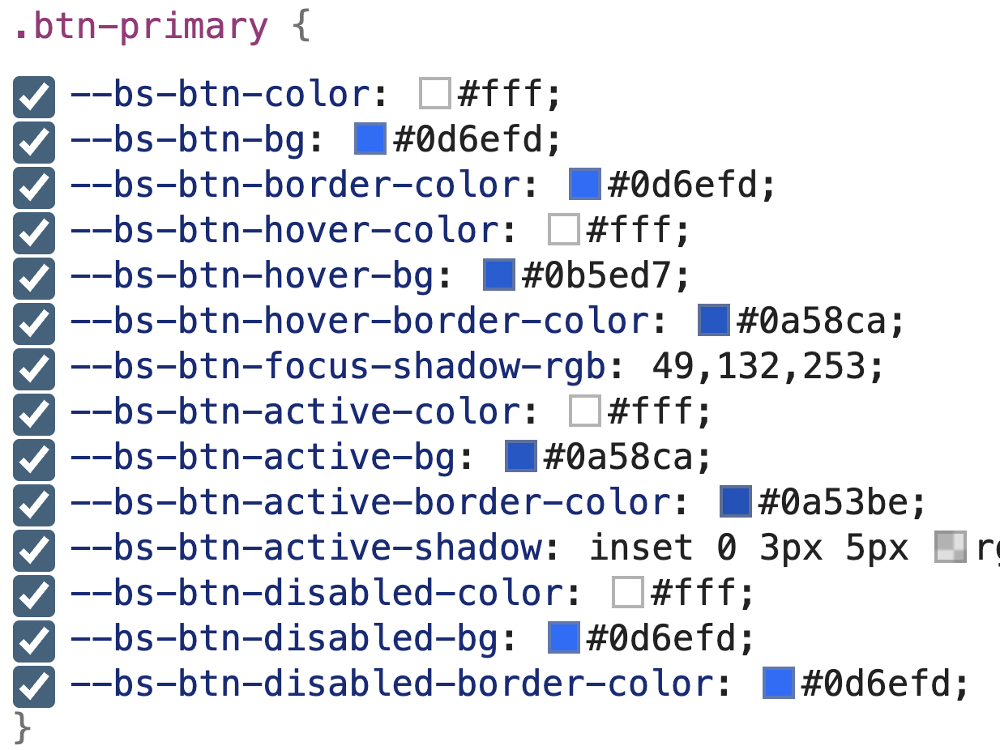 .btn-primary {
--bs-btn-color: #fff;
--bs-btn-bg: #0d6efd;
--bs-btn-border-color: #0d6efd;
--bs-btn-hover-color: #fff;
--bs-btn-hover-bg: #0b5ed7;
--bs-btn-hover-border-color: #0a58ca;
--bs-btn-focus-shadow-rgb: 49,132,253;
--bs-btn-active-color: #fff;
--bs-btn-active-bg: #0a58ca;
--bs-btn-active-border-color: #0a53be;
--bs-btn-active-shadow: inset 0 3px 5px
--bs-btn-disabled-color: #fff;
--bs-btn-disabled-bg: #0d6efd;
--bs-btn-disabled-border-color: #0d6efd;
}